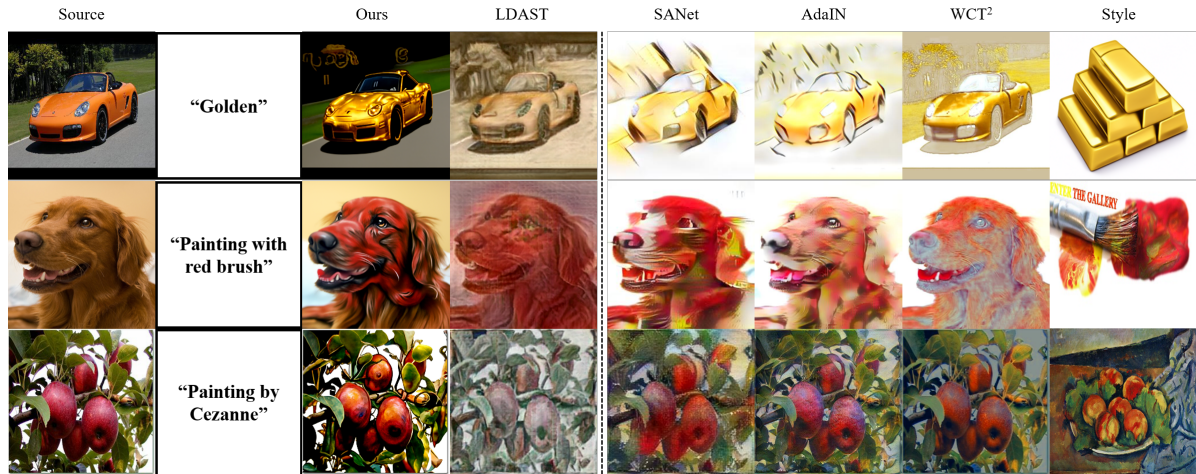 Source
Ours
LDAST
SANet
AdaIN
WCT²
Style
“Golden”
“Painting with
red brush”
ENTER THE GALLERY
“Painting by
Cezanne”